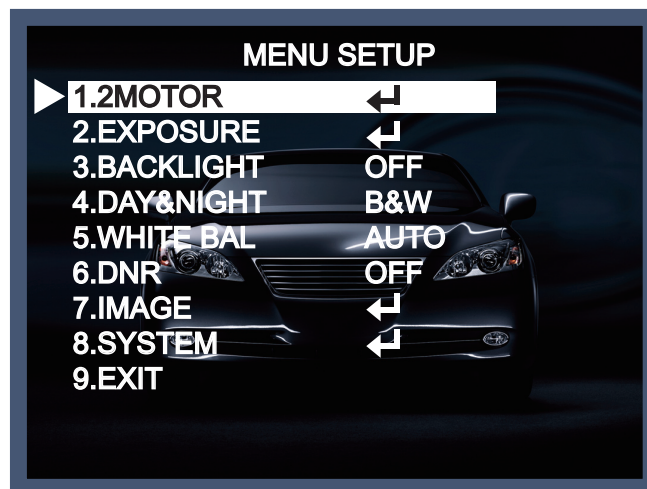 MENU SETUP
1.2MOTOR ↵
2.EXPOSURE ↵
3.BACKLIGHT OFF
4.DAY&NIGHT B&W
5.WHITE BAL AUTO
6.DNR OFF
7.IMAGE ↵
8.SYSTEM ↵
9.EXIT